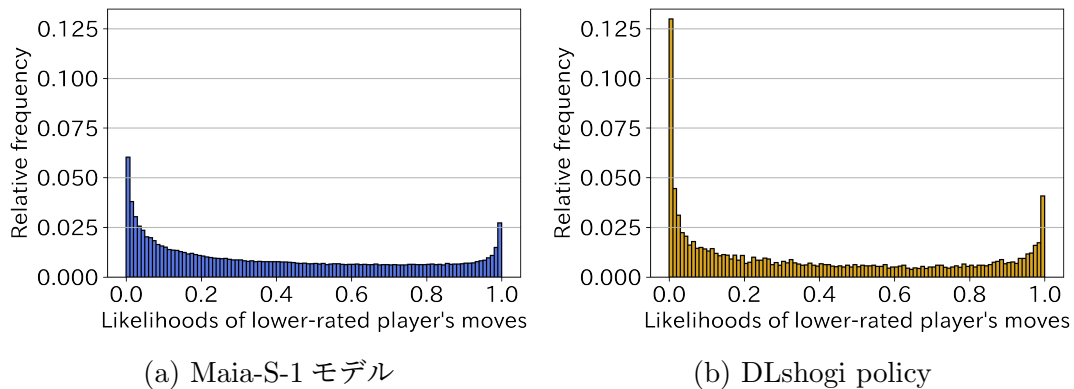 Relative frequency
0.125
0.100
0.075
0.050
0.025
0.000
0.0 0.2 0.4 0.6 0.8 1.0
Likelihoods of lower-rated player's moves
(a) Maia-S-1 モデル
Relative frequency
0.125
0.100
0.075
0.050
0.025
0.000
0.0 0.2 0.4 0.6 0.8 1.0
Likelihoods of lower-rated player's moves
(b) DLshogi policy